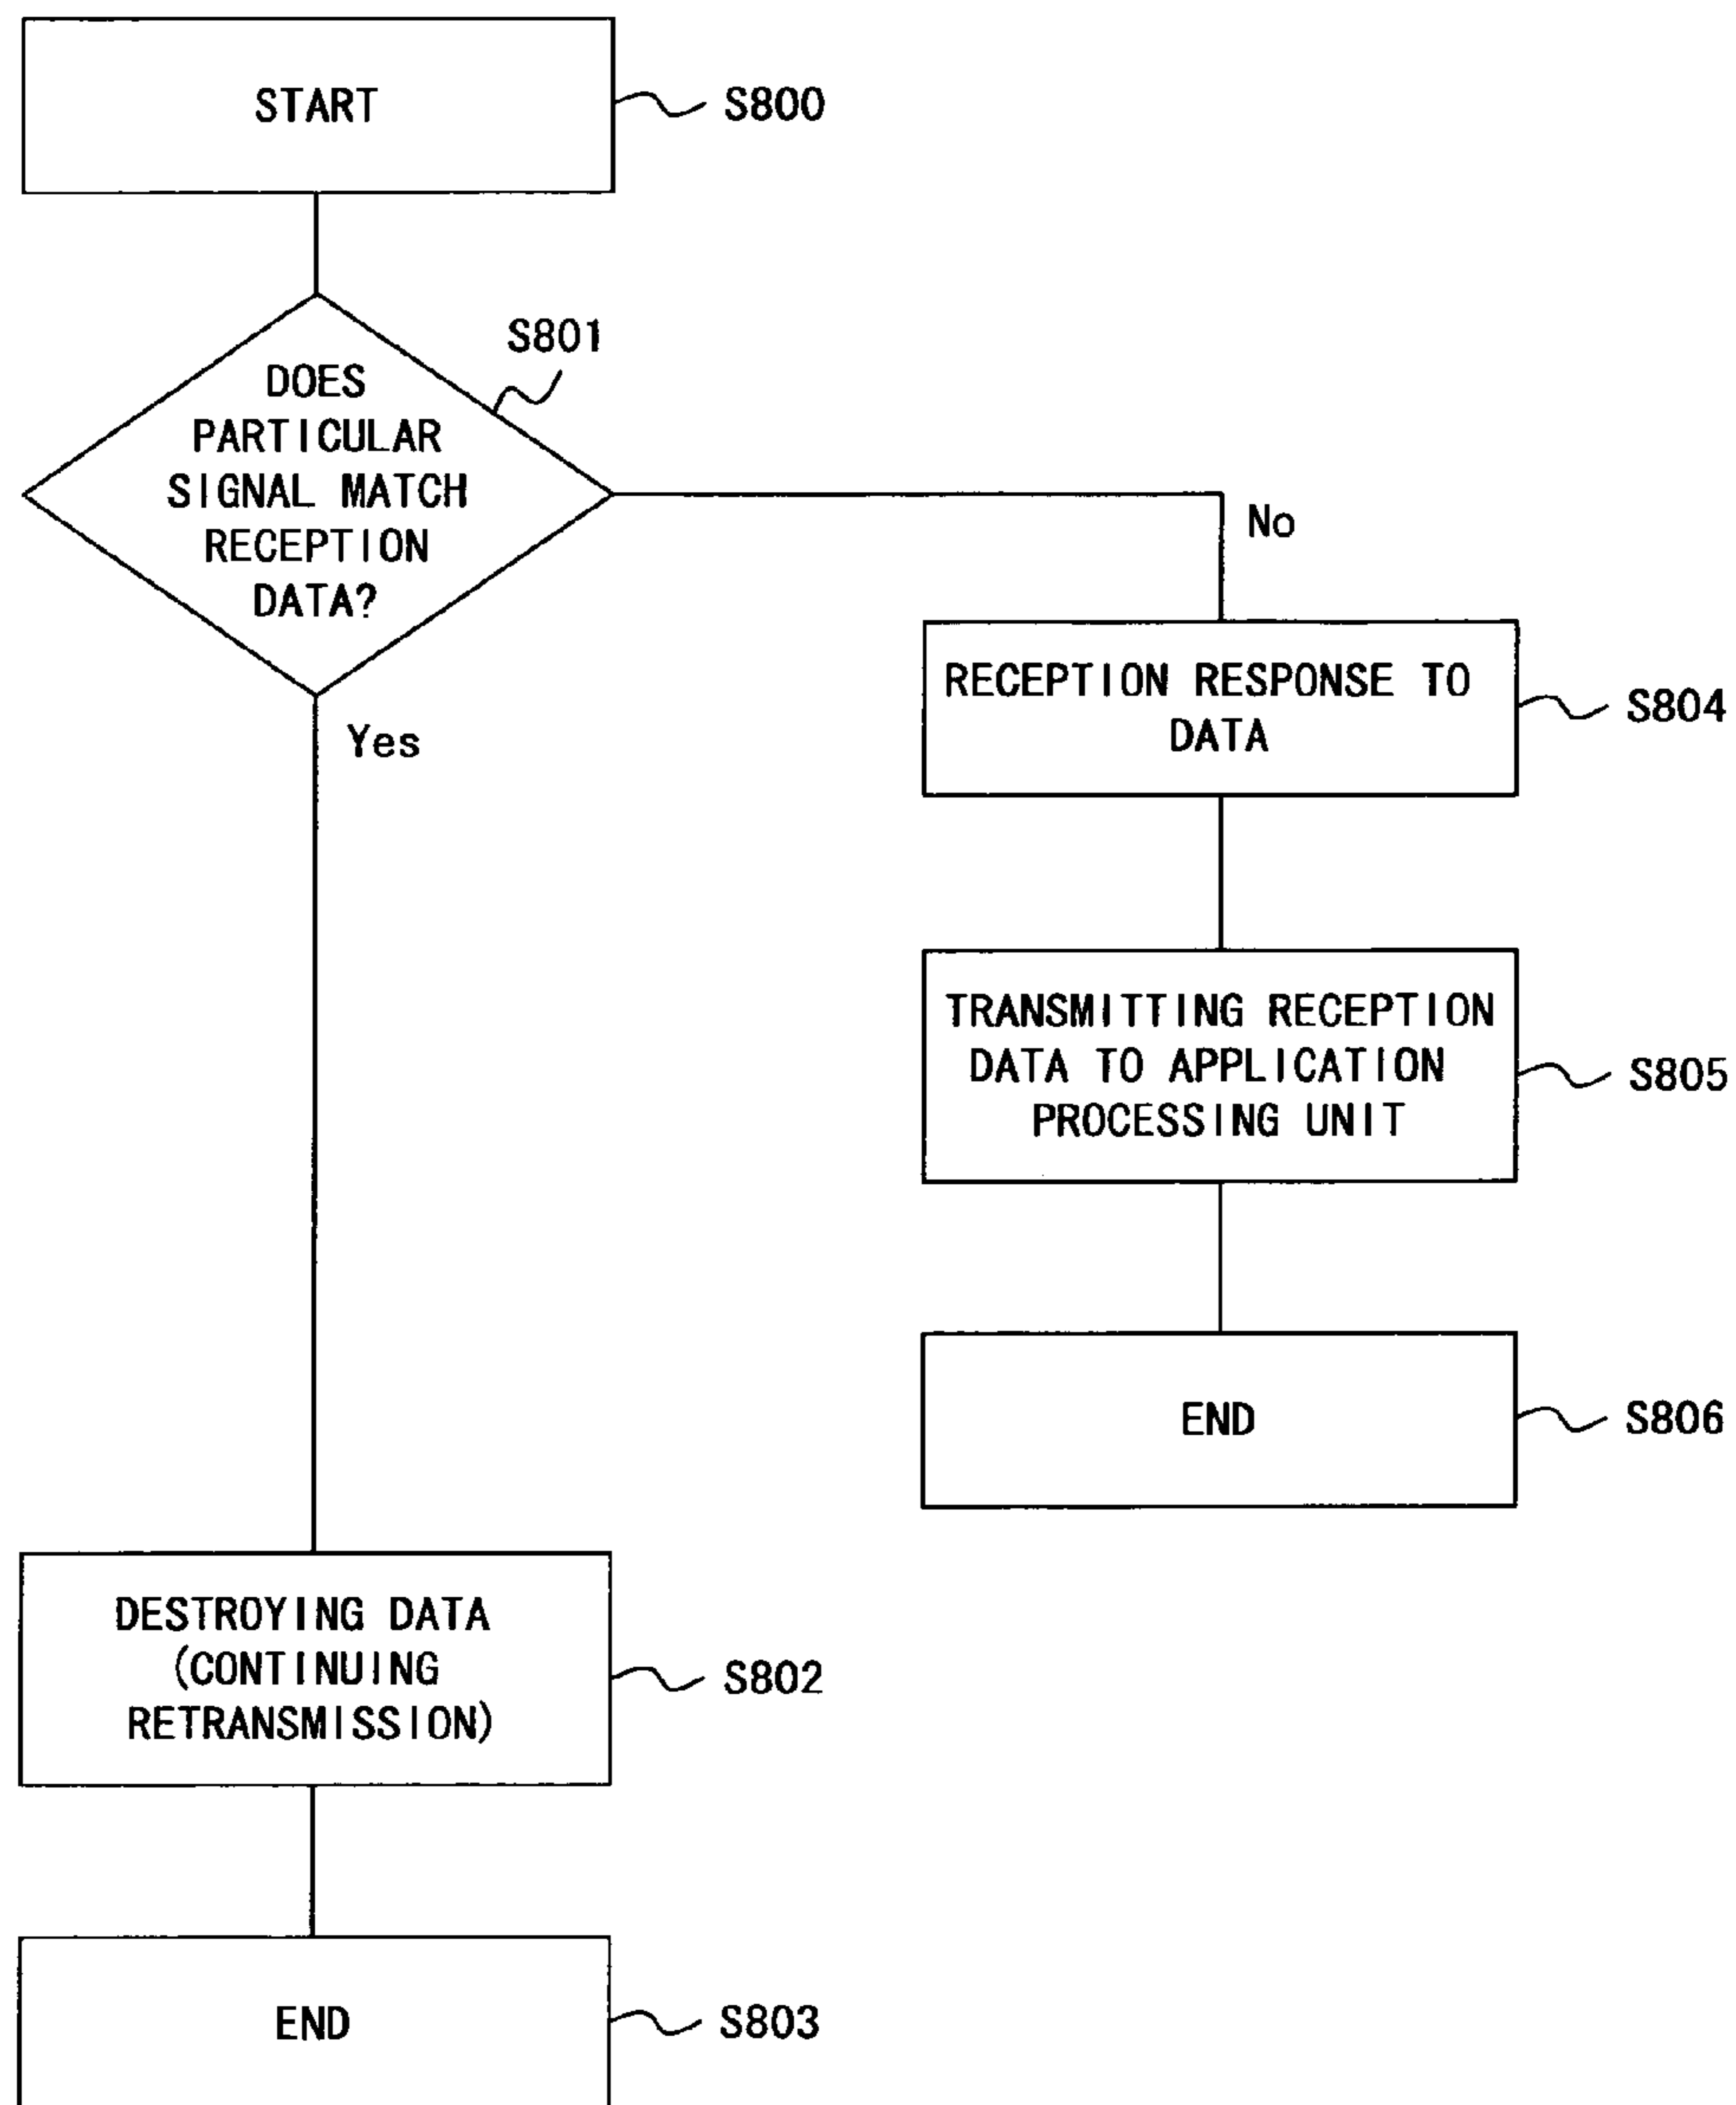 START
S800
S801
DOES
PARTICULAR
SIGNAL MATCH
RECEPTION
DATA?
No
Yes
RECEPTION RESPONSE TO
DATA
S804
TRANSMITTING RECEPTION
DATA TO APPLICATION
PROCESSING UNIT
S805
END
S806
DESTROYING DATA
(CONTINUING
RETRANSMISSION)
S802
END
S803